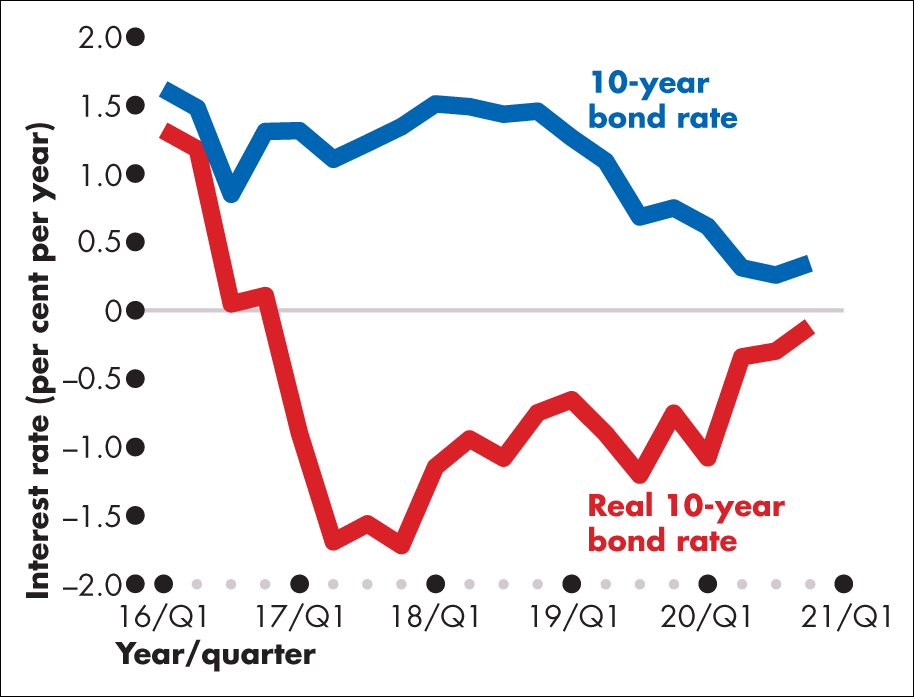 2.0
1.5
1.0
0.5
0
–0.5
–1.0
–1.5
–2.0
Interest rate (per cent per year)
10-year
bond rate
Real 10-year
bond rate
16/Q1 17/Q1 18/Q1 19/Q1 20/Q1 21/Q1
Year/quarter